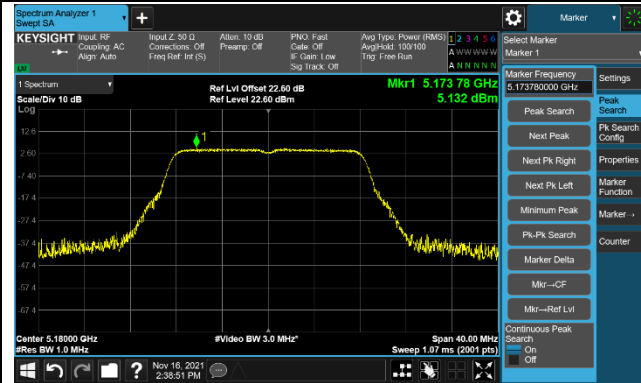 Spectrum Analyzer 1
Swept SA
+
Marker
KEYSIGHT
Input: RF
Coupling: AC
Align: Auto
Input Z: 50 Ω
Corrections: Off
Freq Ref: Int (S)
Atten: 10 dB
Preamp: Off
PNO: Fast
Gate: Off
IF Gain: Low
Sig Track: Off
Avg Type: Power (RMS)
Avg|Hold: 100/100
Trig: Free Run
1 2 3 4 5 6
A W W W W W
A N N N N N
Select Marker
Marker 1
1 Spectrum
Scale/Div 10 dB
Log
Ref Lvl Offset 22.60 dB
Ref Level 22.60 dBm
Mkr1 5.173 78 GHz
5.132 dBm
12.6
2.60
-7.40
-17.4
-27.4
-37.4
-47.4
-57.4
-67.4
1
Center 5.18000 GHz
#Res BW 1.0 MHz
#Video BW 3.0 MHz*
Span 40.00 MHz
Sweep 1.07 ms (2001 pts)
Marker Frequency
5.173780000 GHz
Peak Search
Next Peak
Next Pk Right
Next Pk Left
Minimum Peak
Pk-Pk Search
Marker Delta
Mkr→CF
Mkr→Ref Lvl
Continuous Peak
Search
On
Off
Settings
Peak
Search
Pk Search
Config
Properties
Marker
Function
Marker→
Counter
?
Nov 16, 2021
2:38:51 PM